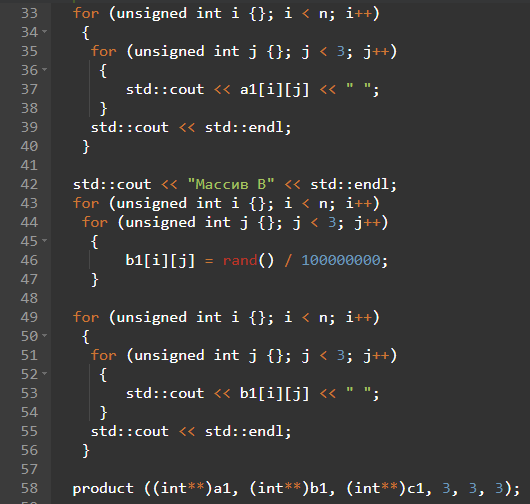 33 for (unsigned int i {}; i < n; i++)
34 {
35 for (unsigned int j {}; j < 3; j++)
36 {
37 std::cout << a1[i][j] << " ";
38 }
39 std::cout << std::endl;
40 }
41
42 std::cout << "Массив B" << std::endl;
43 for (unsigned int i {}; i < n; i++)
44 for (unsigned int j {}; j < 3; j++)
45 {
46 b1[i][j] = rand() / 100000000;
47 }
48
49 for (unsigned int i {}; i < n; i++)
50 {
51 for (unsigned int j {}; j < 3; j++)
52 {
53 std::cout << b1[i][j] << " ";
54 }
55 std::cout << std::endl;
56 }
57
58 product ((int**)a1, (int**)b1, (int**)c1, 3, 3, 3);